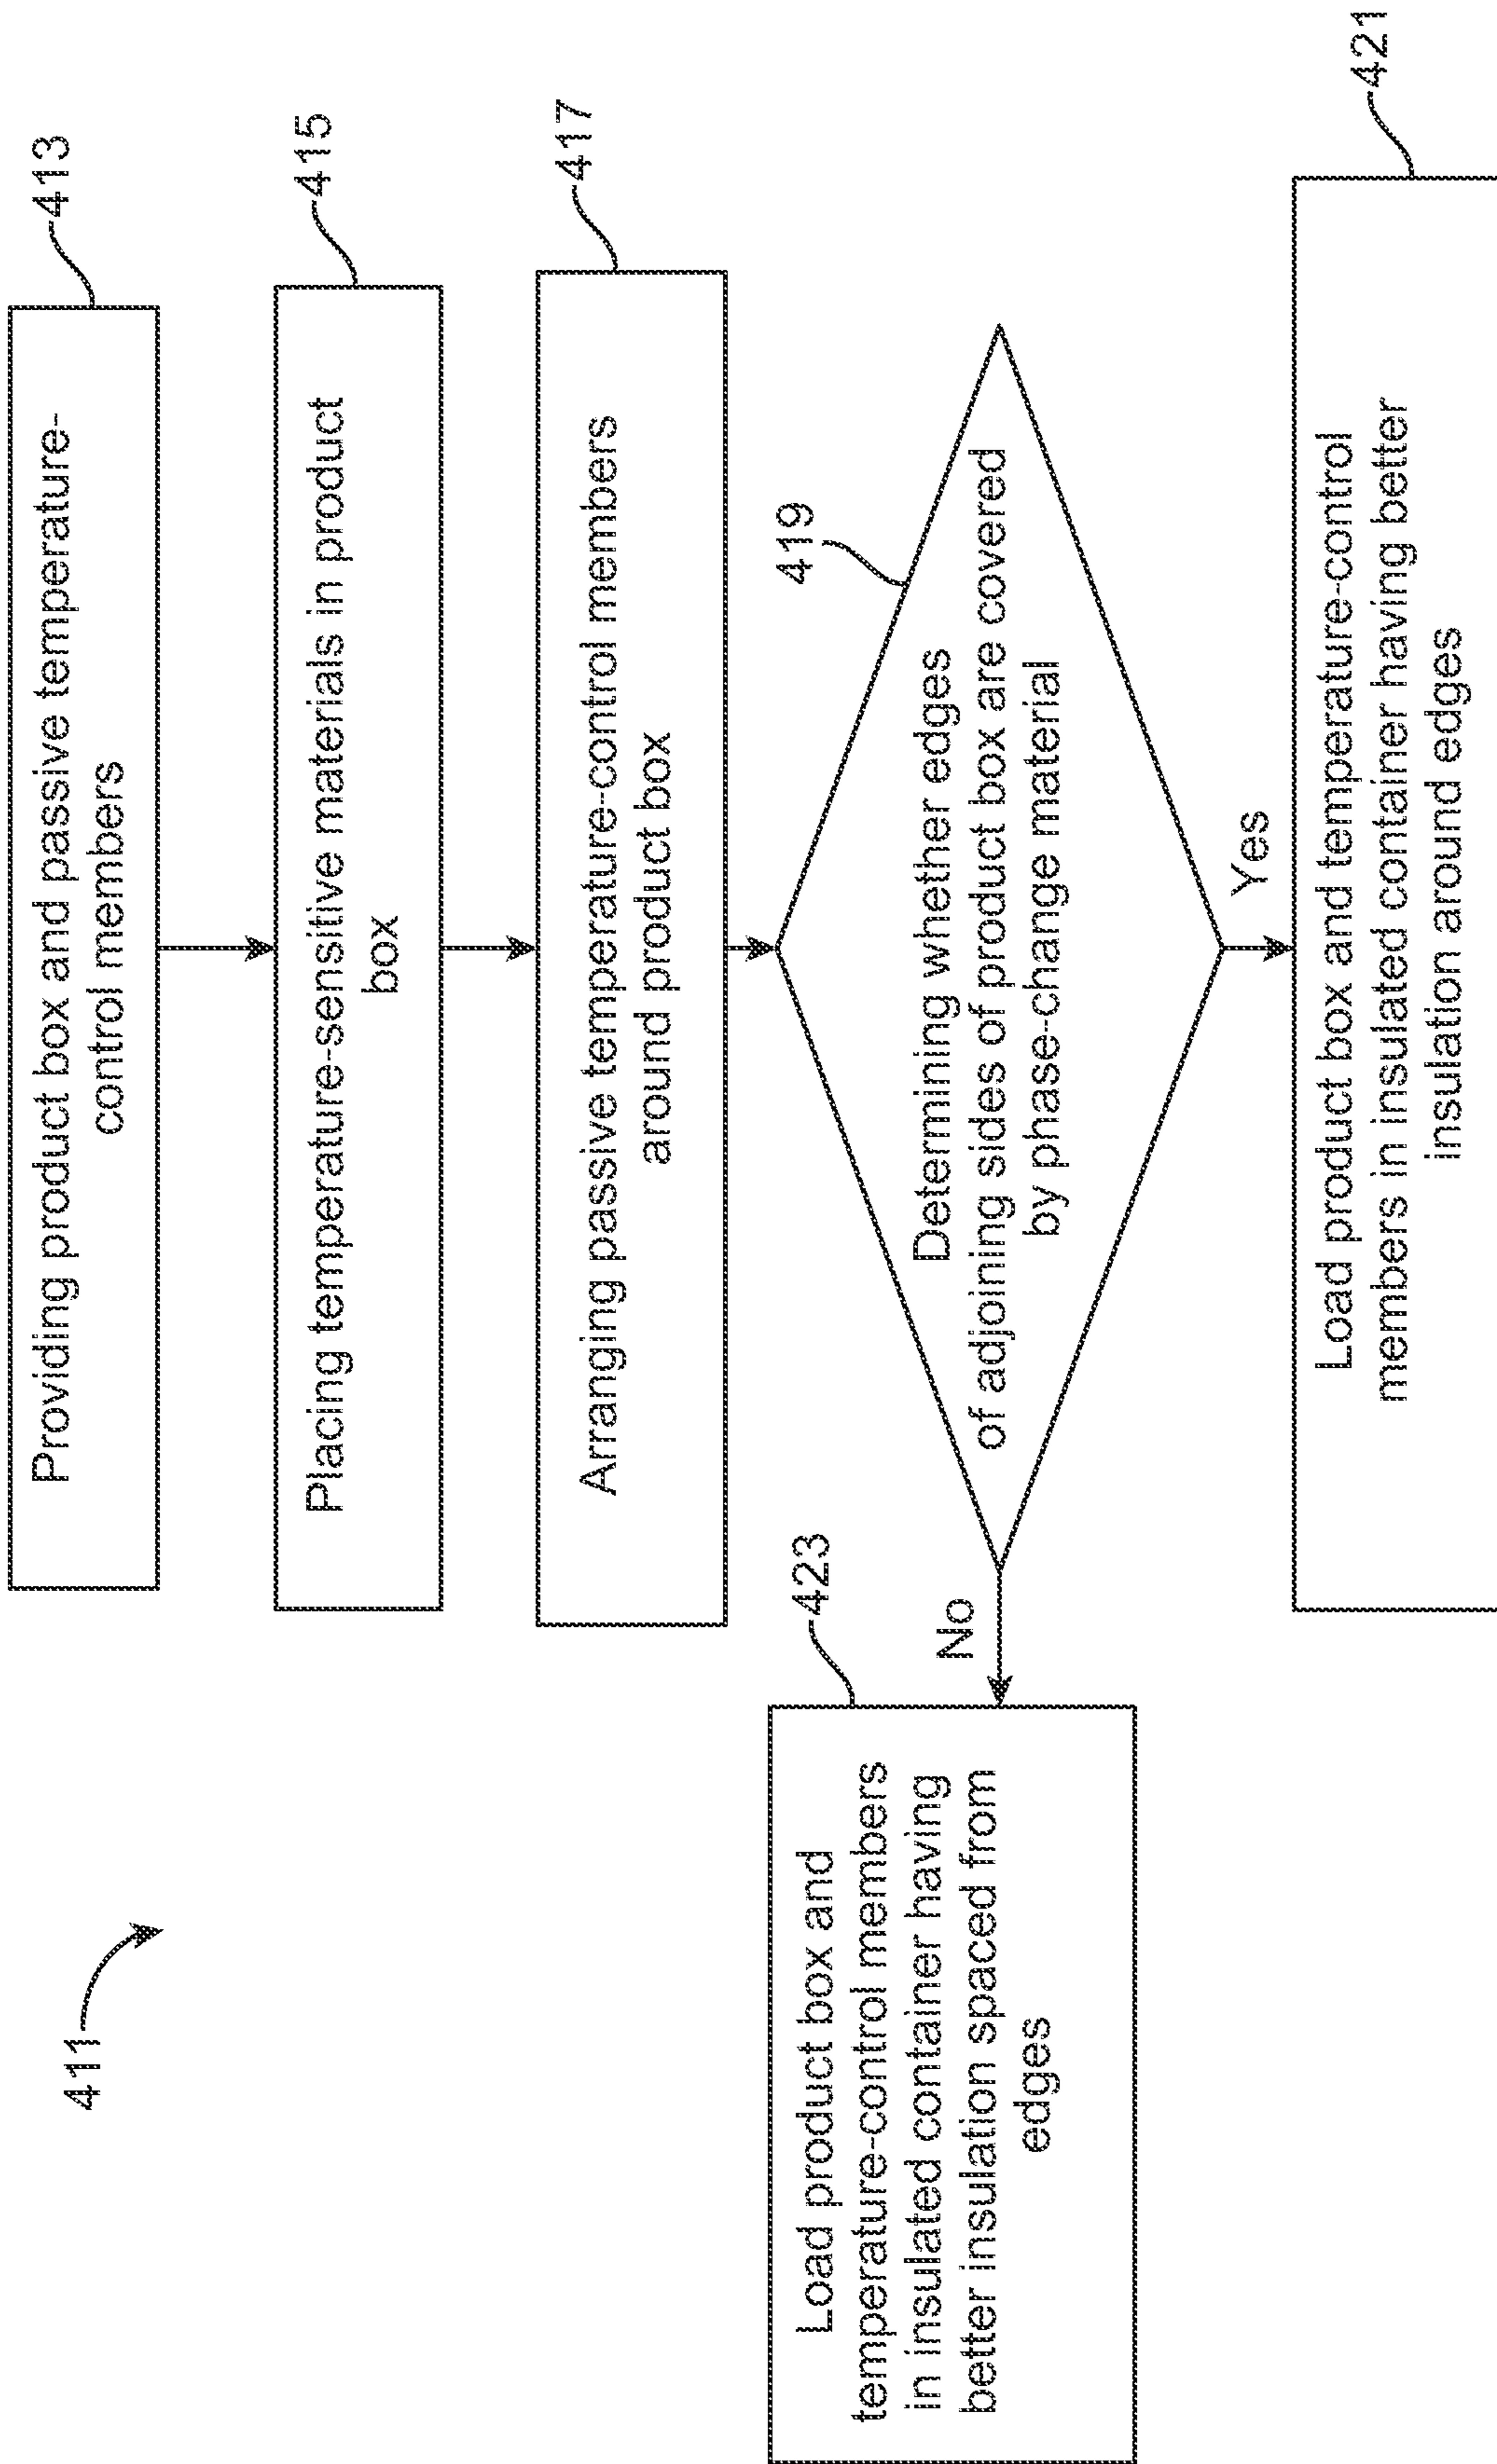 411
413
Providing product box and passive temperature-
control members
415
Placing temperature-sensitive materials in product
box
417
Arranging passive temperature-control members
around product box
419
Determining whether edges
of adjoining sides of product box are covered
by phase-change material
No
423
Load product box and
temperature-control members
in insulated container having
better insulation spaced from
edges
Yes
421
Load product box and temperature-control
members in insulated container having better
insulation around edges